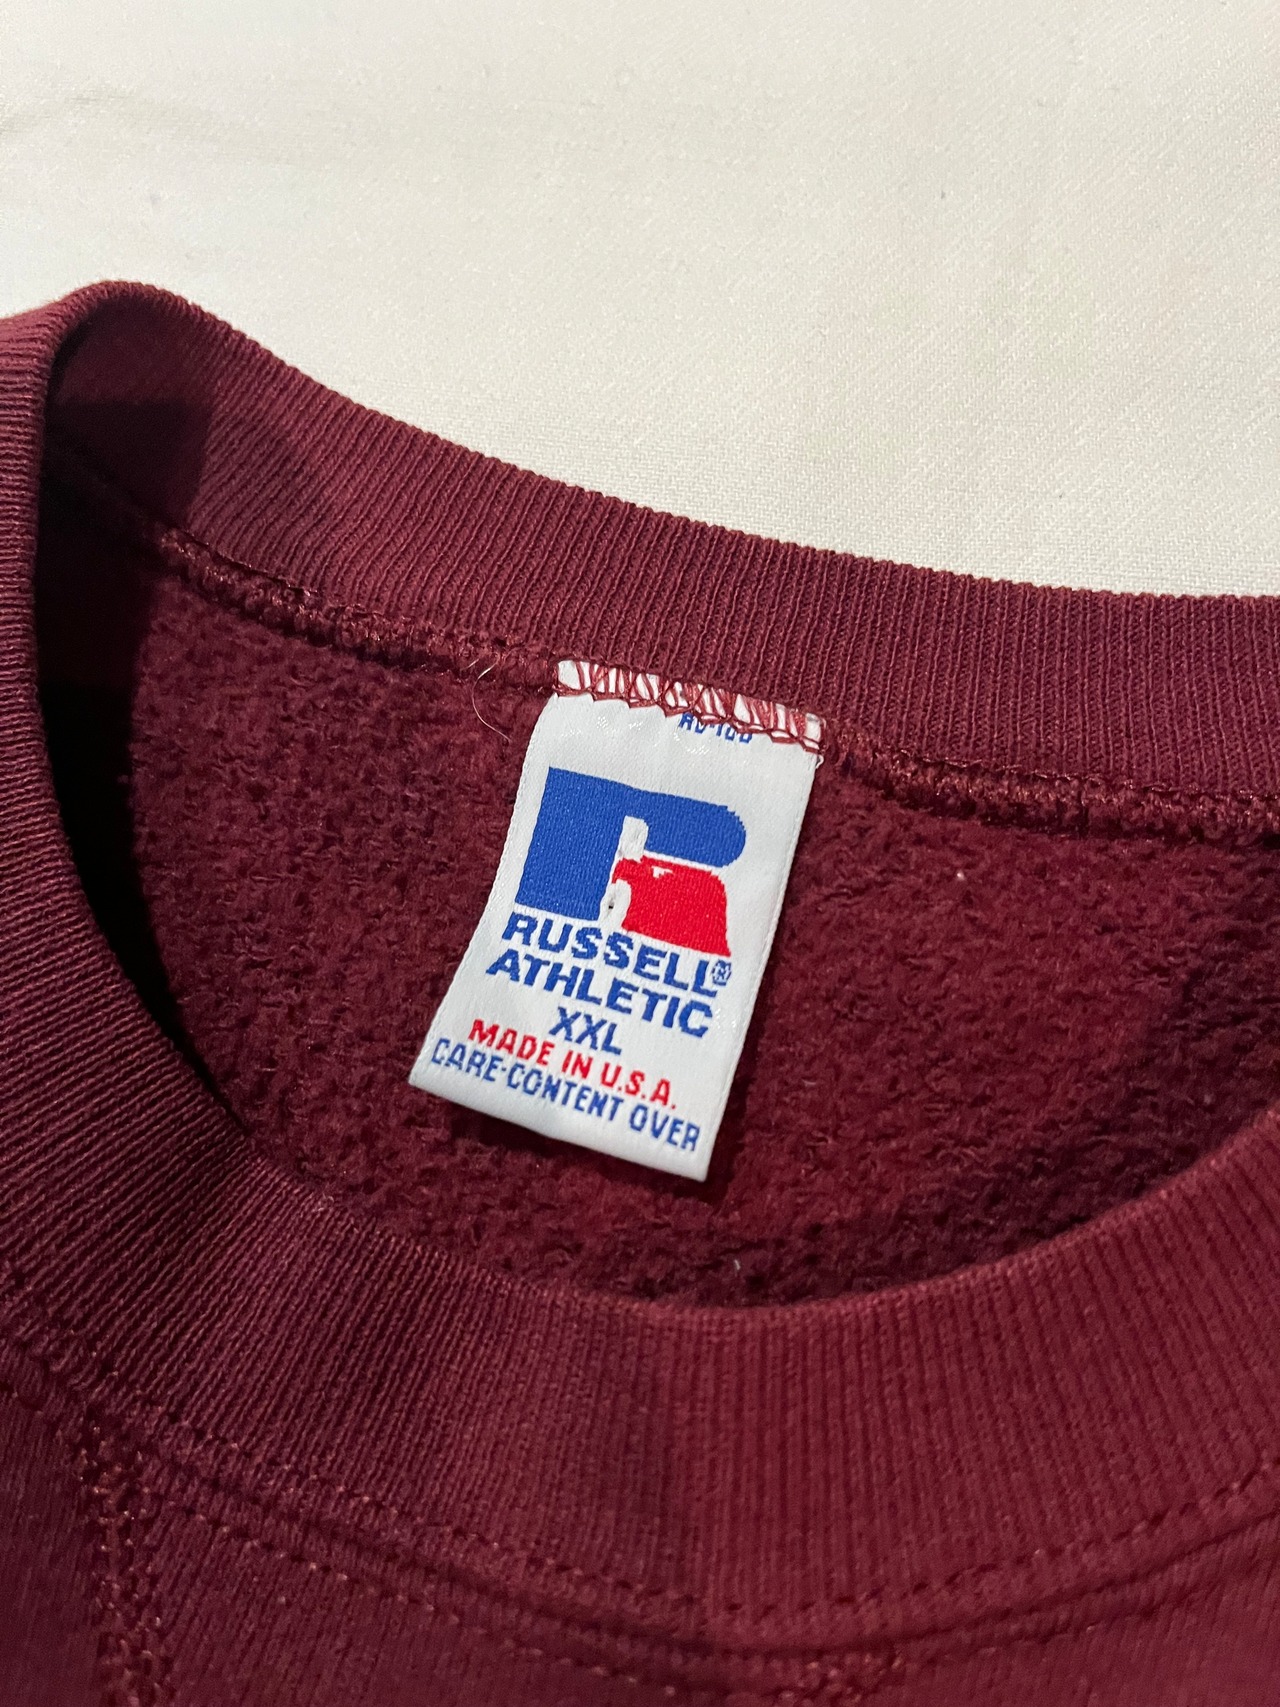 RUSSELL®
ATHLETIC
XXL
MADE IN U.S.A.
CARE·CONTENT OVER